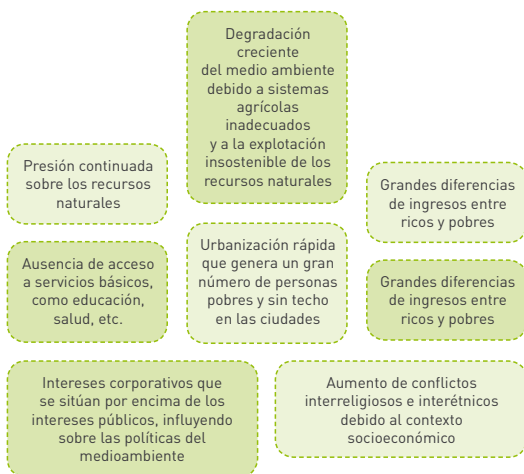 Degradación
creciente
del medio ambiente
debido a sistemas
agrícolas
inadecuados
y a la explotación
insostenible de los
recursos naturales
Presión continuada
sobre los recursos
naturales
Grandes diferencias
de ingresos entre
ricos y pobres
Ausencia de acceso
a servicios básicos,
como educación,
salud, etc.
Urbanización rápida
que genera un gran
número de personas
pobres y sin techo
en las ciudades
Grandes diferencias
de ingresos entre
ricos y pobres
Intereses corporativos que
se sitúan por encima de los
intereses públicos, influyendo
sobre las políticas del
medioambiente
Aumento de conflictos
interreligiosos e interétnicos
debido al contexto
socioeconómico